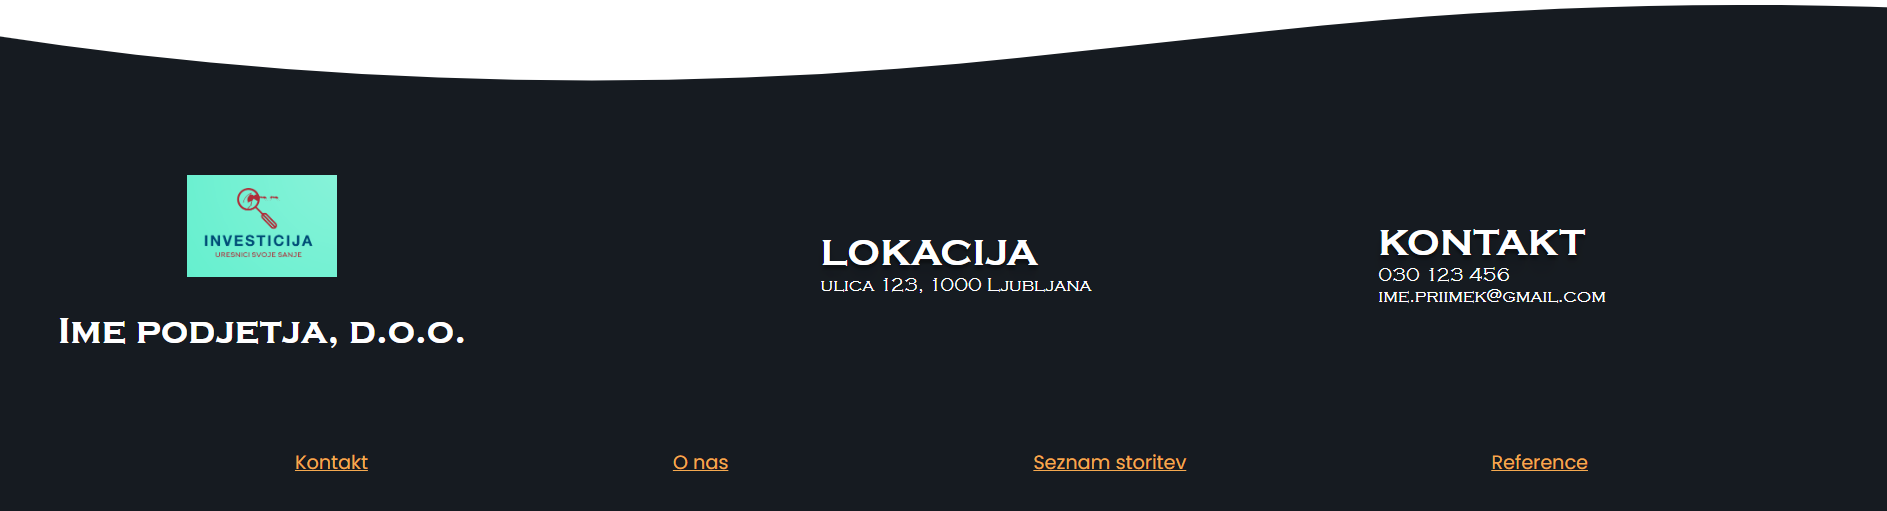 INVESTICIJA
URESNICI SVOJE SANJE
Ime podjetja, d.o.o.
LOKACIJA
ulica 123, 1000 Ljubljana
KONTAKT
030 123 456
ime.priimek@gmail.com
Kontakt
O nas
Seznam storitev
Reference